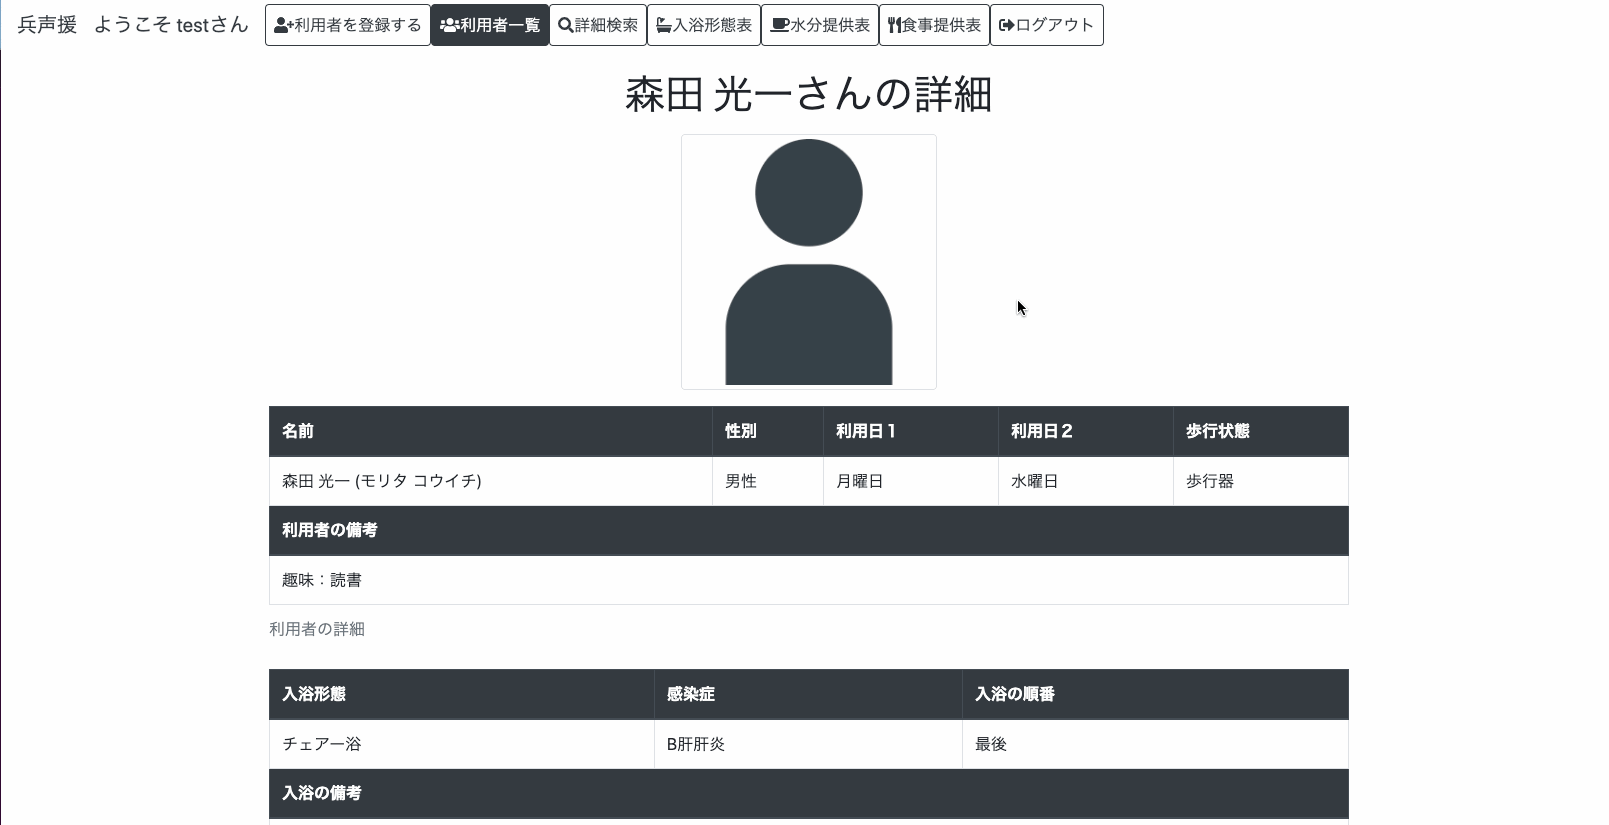 兵声援 ようこそ testさん 利用者を登録する 利用者一覧 詳細検索 入浴形態表 水分提供表 食事提供表 ログアウト
森田 光一さんの詳細
名前 性別 利用日１ 利用日２ 歩行状態
森田 光一 (モリタ コウイチ) 男性 月曜日 水曜日 歩行器
利用者の備考
趣味：読書
利用者の詳細
入浴形態 感染症 入浴の順番
チェアー浴 B肝肝炎 最後
入浴の備考